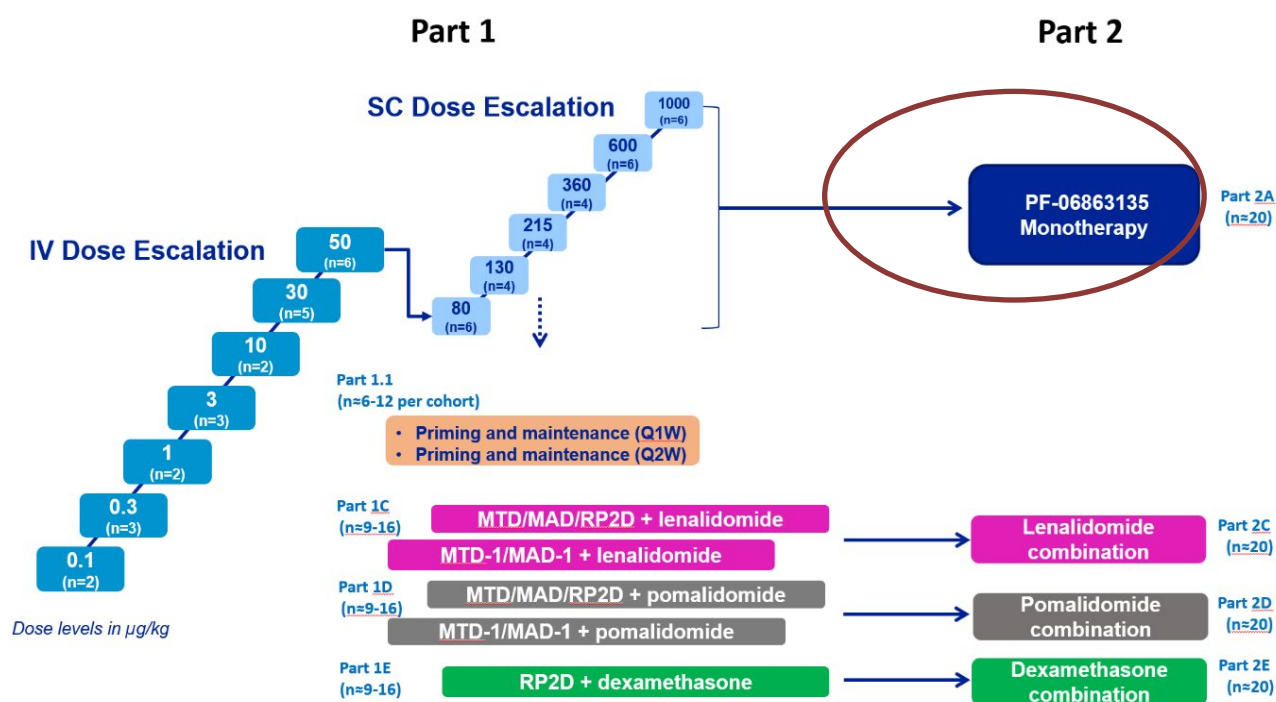 Part 1
Part 2
SC Dose Escalation
1000
(n=6)
600
(n=6)
360
(n=4)
215
(n=4)
130
(n=4)
80
(n=6)
IV Dose Escalation
50
(n=6)
30
(n=5)
10
(n=2)
3
(n=3)
1
(n=2)
0.3
(n=3)
0.1
(n=2)
Dose levels in µg/kg
PF-06863135
Monotherapy
Part 2A
(n≈20)
Part 1.1
(n≈6-12 per cohort)
• Priming and maintenance (Q1W)
• Priming and maintenance (Q2W)
Part 1C
(n≈9-16)
MTD/MAD/RP2D + lenalidomide
MTD-1/MAD-1 + lenalidomide
Lenalidomide
combination
Part 2C
(n≈20)
Part 1D
(n≈9-16)
MTD/MAD/RP2D + pomalidomide
MTD-1/MAD-1 + pomalidomide
Pomalidomide
combination
Part 2D
(n≈20)
Part 1E
(n≈9-16)
RP2D + dexamethasone
Dexamethasone
combination
Part 2E
(n≈20)